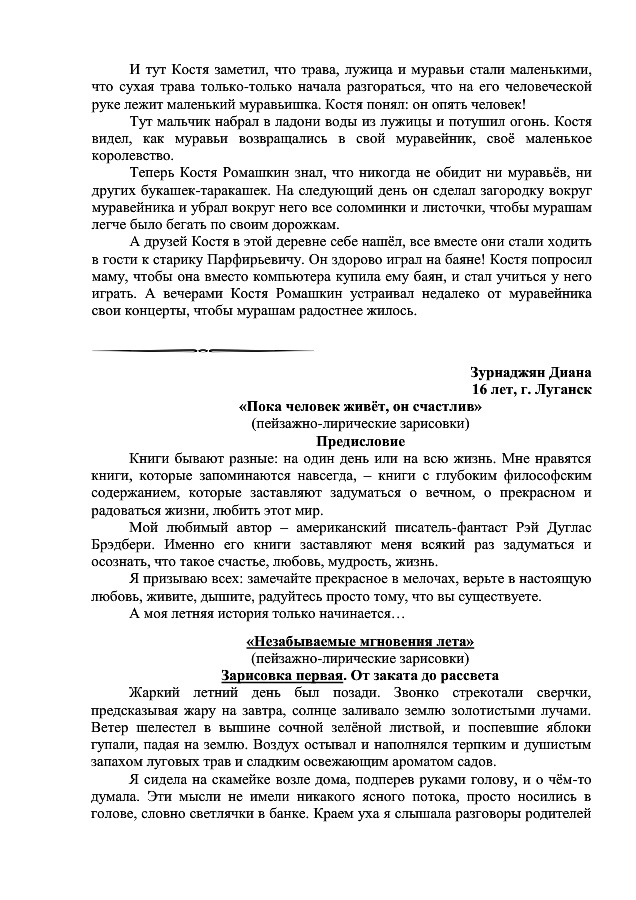 И тут Костя заметил, что трава, лужица и муравьи стали маленькими,
что сухая трава только-только начала разгораться, что на его человеческой
руке лежит маленький муравьишка. Костя понял: он опять человек!
Тут мальчик набрал в ладони воды из лужицы и потушил огонь. Костя
видел, как муравьи возвращались в свой муравейник, своё маленькое
королевство.
Теперь Костя Ромашкин знал, что никогда не обидит ни муравьёв, ни
других букашек-таракашек. На следующий день он сделал загородку вокруг
муравейника и убрал вокруг него все соломинки и листочки, чтобы мурашам
легче было бегать по своим дорожкам.
А друзей Костя в этой деревне себе нашёл, все вместе они стали ходить
в гости к старику Парфирьевичу. Он здорово играл на баяне! Костя попросил
маму, чтобы она вместо компьютера купила ему баян, и стал учиться у него
играть. А вечерами Костя Ромашкин устраивал недалеко от муравейника
свои концерты, чтобы мурашам радостнее жилось.
Зурнаджян Диана
16 лет, г. Луганск
«Пока человек живёт, он счастлив»
(пейзажно-лирические зарисовки)
Предисловие
Книги бывают разные: на один день или на всю жизнь. Мне нравятся
книги, которые запоминаются навсегда, – книги с глубоким философским
содержанием, которые заставляют задуматься о вечном, о прекрасном и
радоваться жизни, любить этот мир.
Мой любимый автор – американский писатель-фантаст Рэй Дуглас
Брэдбери. Именно его книги заставляют меня всякий раз задуматься и
осознать, что такое счастье, любовь, мудрость, жизнь.
Я призываю всех: замечайте прекрасное в мелочах, верьте в настоящую
любовь, живите, дышите, радуйтесь просто тому, что вы существуете.
А моя летняя история только начинается…
«Незабываемые мгновения лета»
(пейзажно-лирические зарисовки)
Зарисовка первая. От заката до рассвета
Жаркий летний день был позади. Звонко стрекотали сверчки,
предсказывая жару на завтра, солнце заливало землю золотистыми лучами.
Ветер шелестел в вышине сочной зелёной листвой, и поспевшие яблоки
гупали, падая на землю. Воздух остывал и наполнялся терпким и душистым
запахом луговых трав и сладким освежающим ароматом садов.
Я сидела на скамейке возле дома, подперев руками голову, и о чём-то
думала. Эти мысли не имели никакого ясного потока, просто носились в
голове, словно светлячки в банке. Краем уха я слышала разговоры родителей